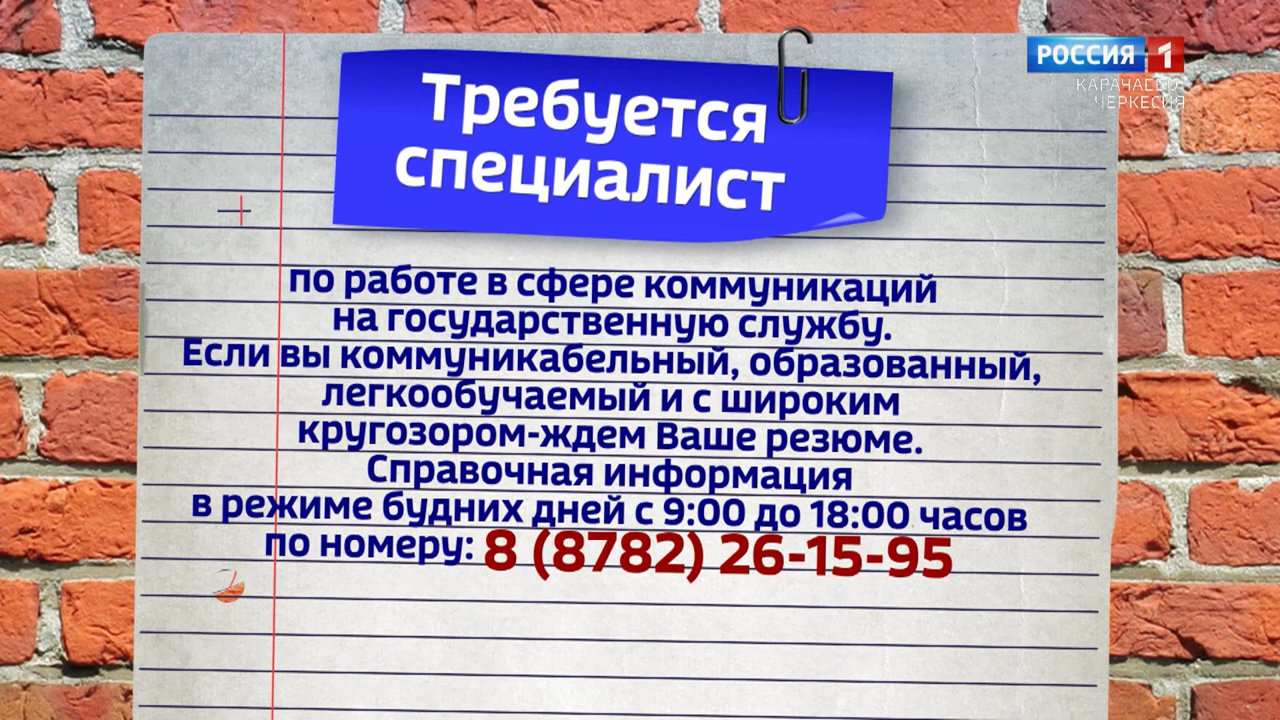 РОССИЯ 1
КАРАЧАЕВО-
ЧЕРКЕСИЯ
Требуется
специалист
по работе в сфере коммуникаций
на государственную службу.
Если вы коммуникабельный, образованный,
легкообучаемый и с широким
кругозором-ждем Ваше резюме.
Справочная информация
в режиме будних дней с 9:00 до 18:00 часов
по номеру: 8 (8782) 26-15-95